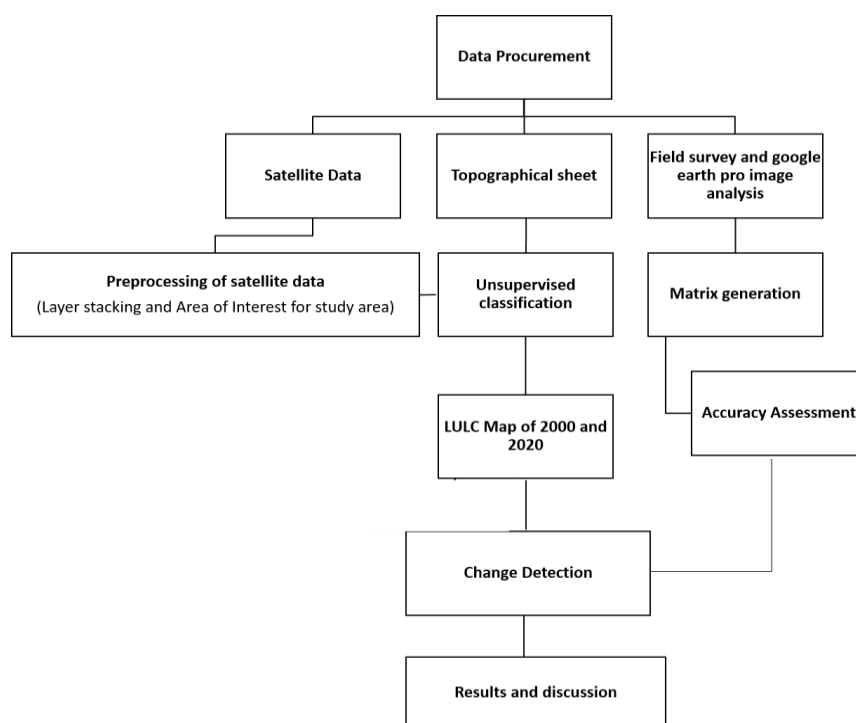 Data Procurement
Satellite Data
Topographical sheet
Field survey and google
earth pro image
analysis
Preprocessing of satellite data
(Layer stacking and Area of Interest for study area)
Unsupervised
classification
Matrix generation
LULC Map of 2000 and
2020
Accuracy Assessment
Change Detection
Results and discussion